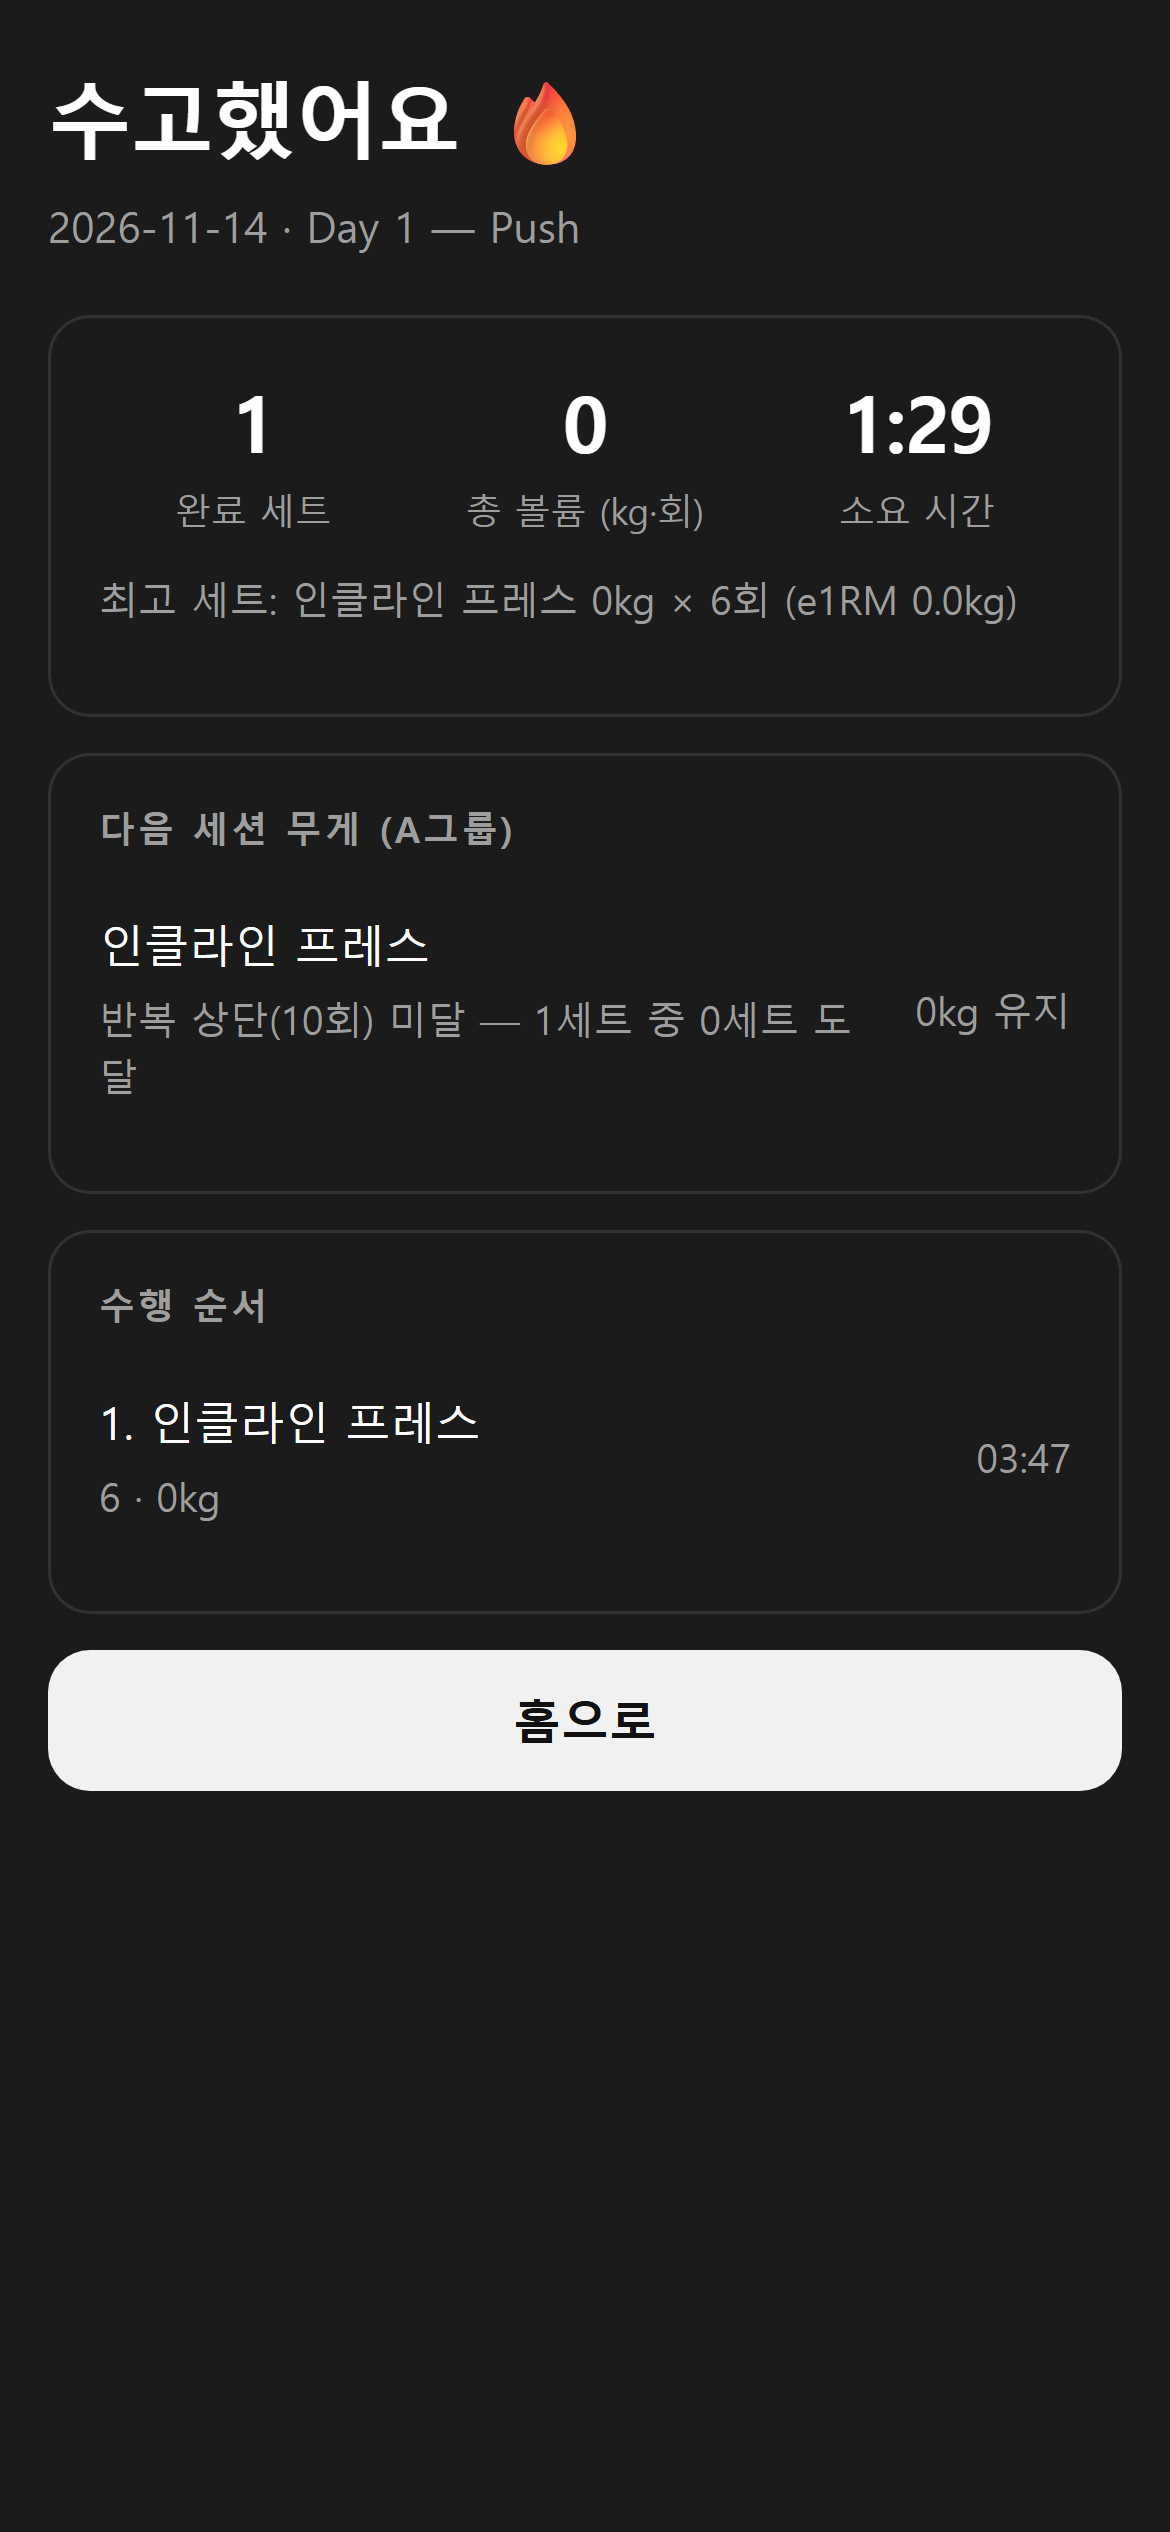 수고했어요 🔥
2026-11-14 · Day 1 — Push
1
0
1:29
완료 세트
총 볼륨 (kg·회)
소요 시간
최고 세트: 인클라인 프레스 0kg × 6회 (e1RM 0.0kg)
다음 세션 무게 (A그룹)
인클라인 프레스
반복 상단(10회) 미달 — 1세트 중 0세트 도
달
0kg 유지
수행 순서
1. 인클라인 프레스
6 · 0kg
03:47
홈으로